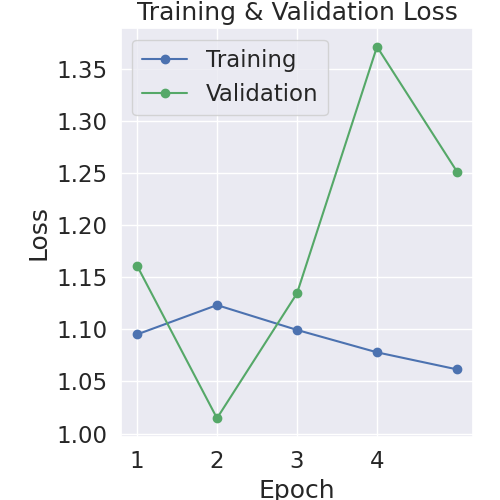 Training & Validation Loss
Training
Validation
Loss
1.35
1.30
1.25
1.20
1.15
1.10
1.05
1.00
1 2 3 4
Epoch